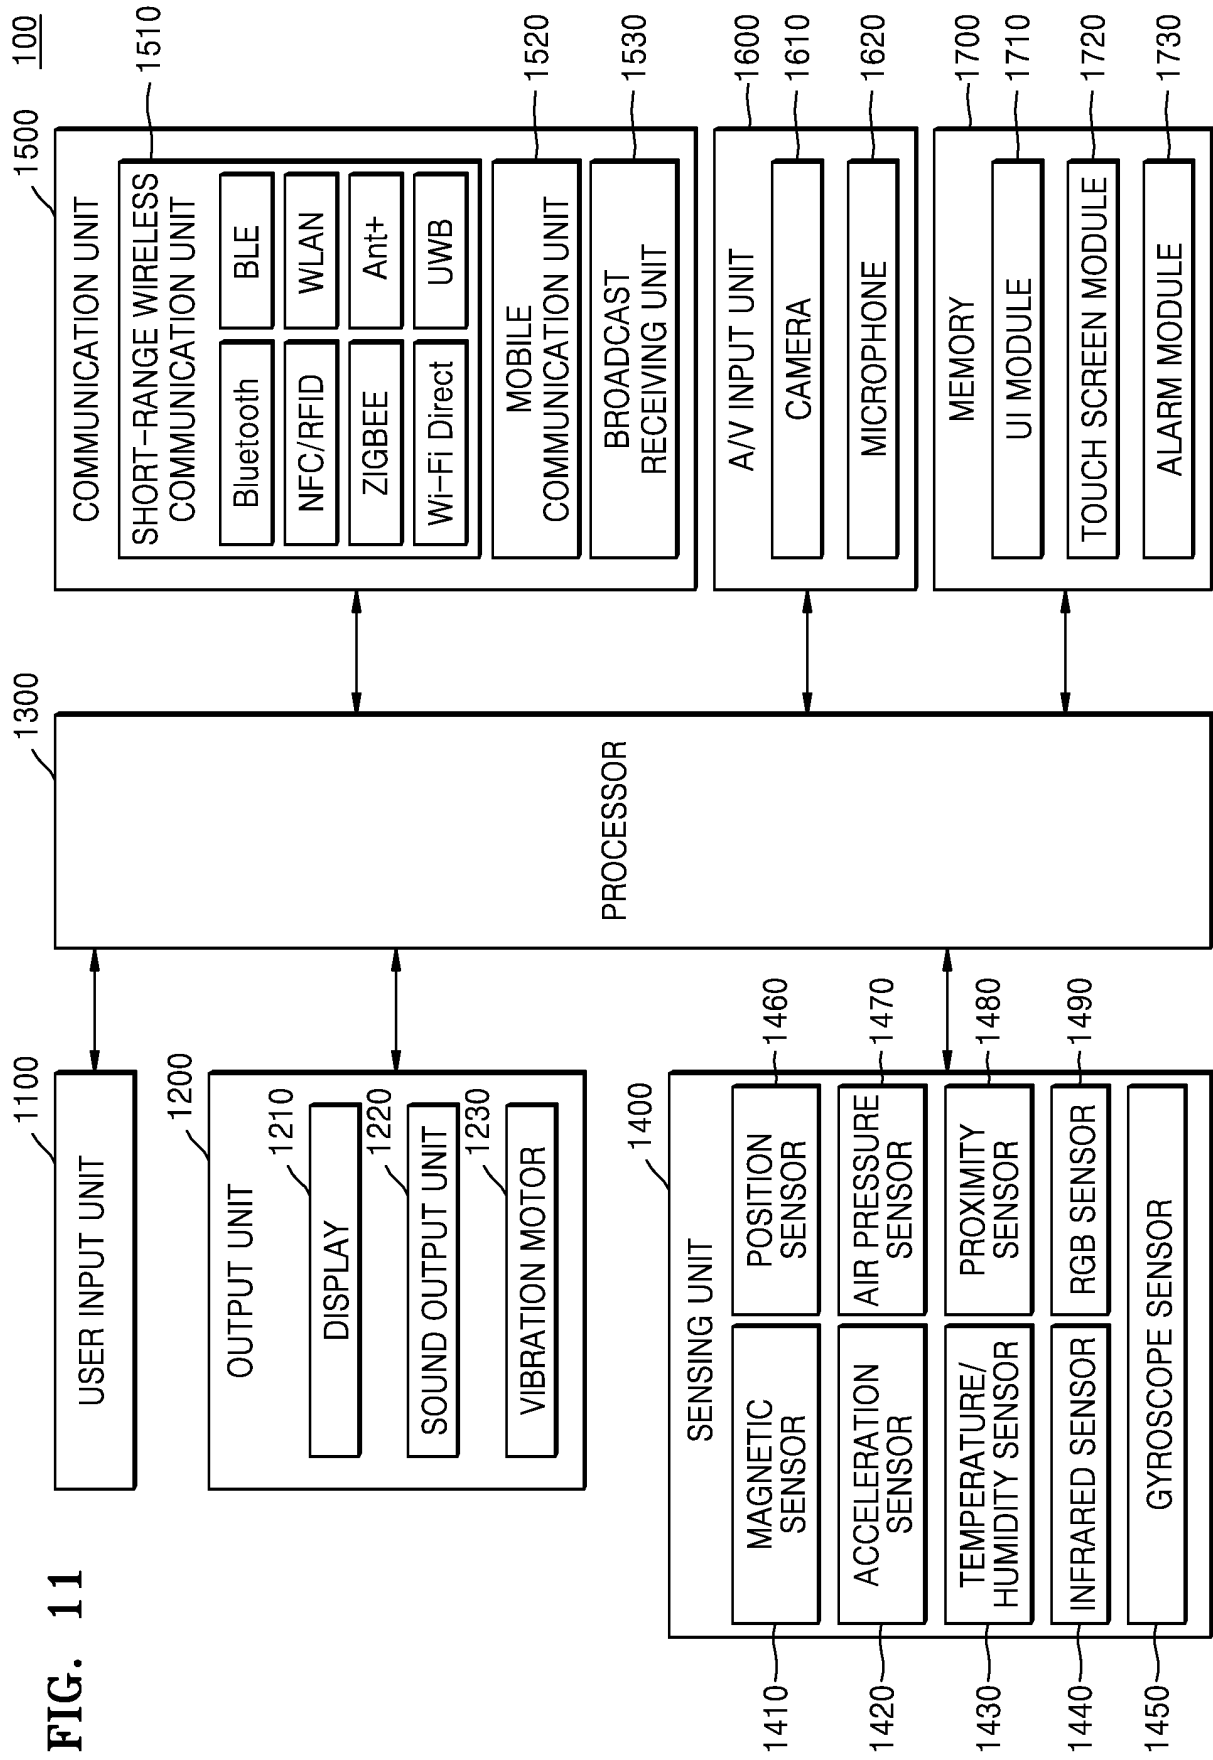 FIG. 11
100
1100
USER INPUT UNIT
1200
OUTPUT UNIT
1210
DISPLAY
1220
SOUND OUTPUT UNIT
1230
VIBRATION MOTOR
1400
SENSING UNIT
1410
MAGNETIC
SENSOR
POSITION
SENSOR
1460
1420
ACCELERATION
SENSOR
AIR PRESSURE
SENSOR
1470
1430
TEMPERATURE/
HUMIDITY SENSOR
PROXIMITY
SENSOR
1480
1440
INFRARED SENSOR
RGB SENSOR
1490
1450
GYROSCOPE SENSOR
1300
PROCESSOR
1500
COMMUNICATION UNIT
SHORT-RANGE WIRELESS
COMMUNICATION UNIT
1510
Bluetooth
BLE
NFC/RFID
WLAN
ZIGBEE
Ant+
Wi-Fi Direct
UWB
MOBILE
COMMUNICATION UNIT
1520
BROADCAST
RECEIVING UNIT
1530
1600
A/V INPUT UNIT
CAMERA
1610
MICROPHONE
1620
1700
MEMORY
UI MODULE
1710
TOUCH SCREEN MODULE
1720
ALARM MODULE
1730